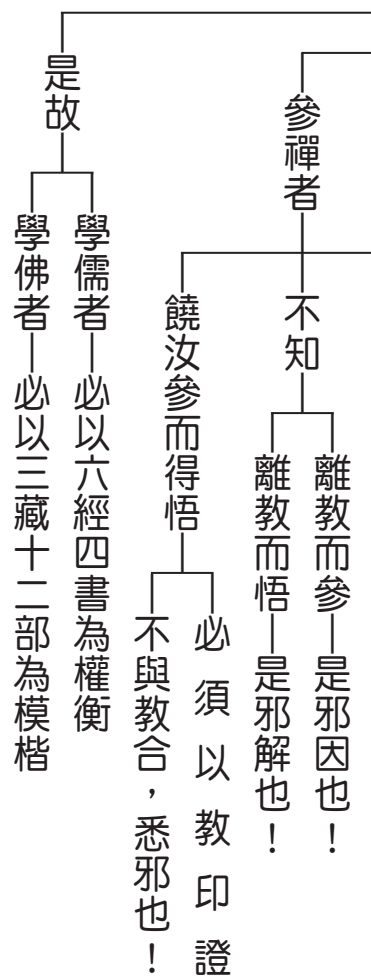 參禪者
不知
離教而參—是邪因也！
離教而悟—是邪解也！
饒汝參而得悟
必須以教印證
不與教合，悉邪也！
是故
學儒者—必以六經四書為權衡
學佛者—必以三藏十二部為模楷